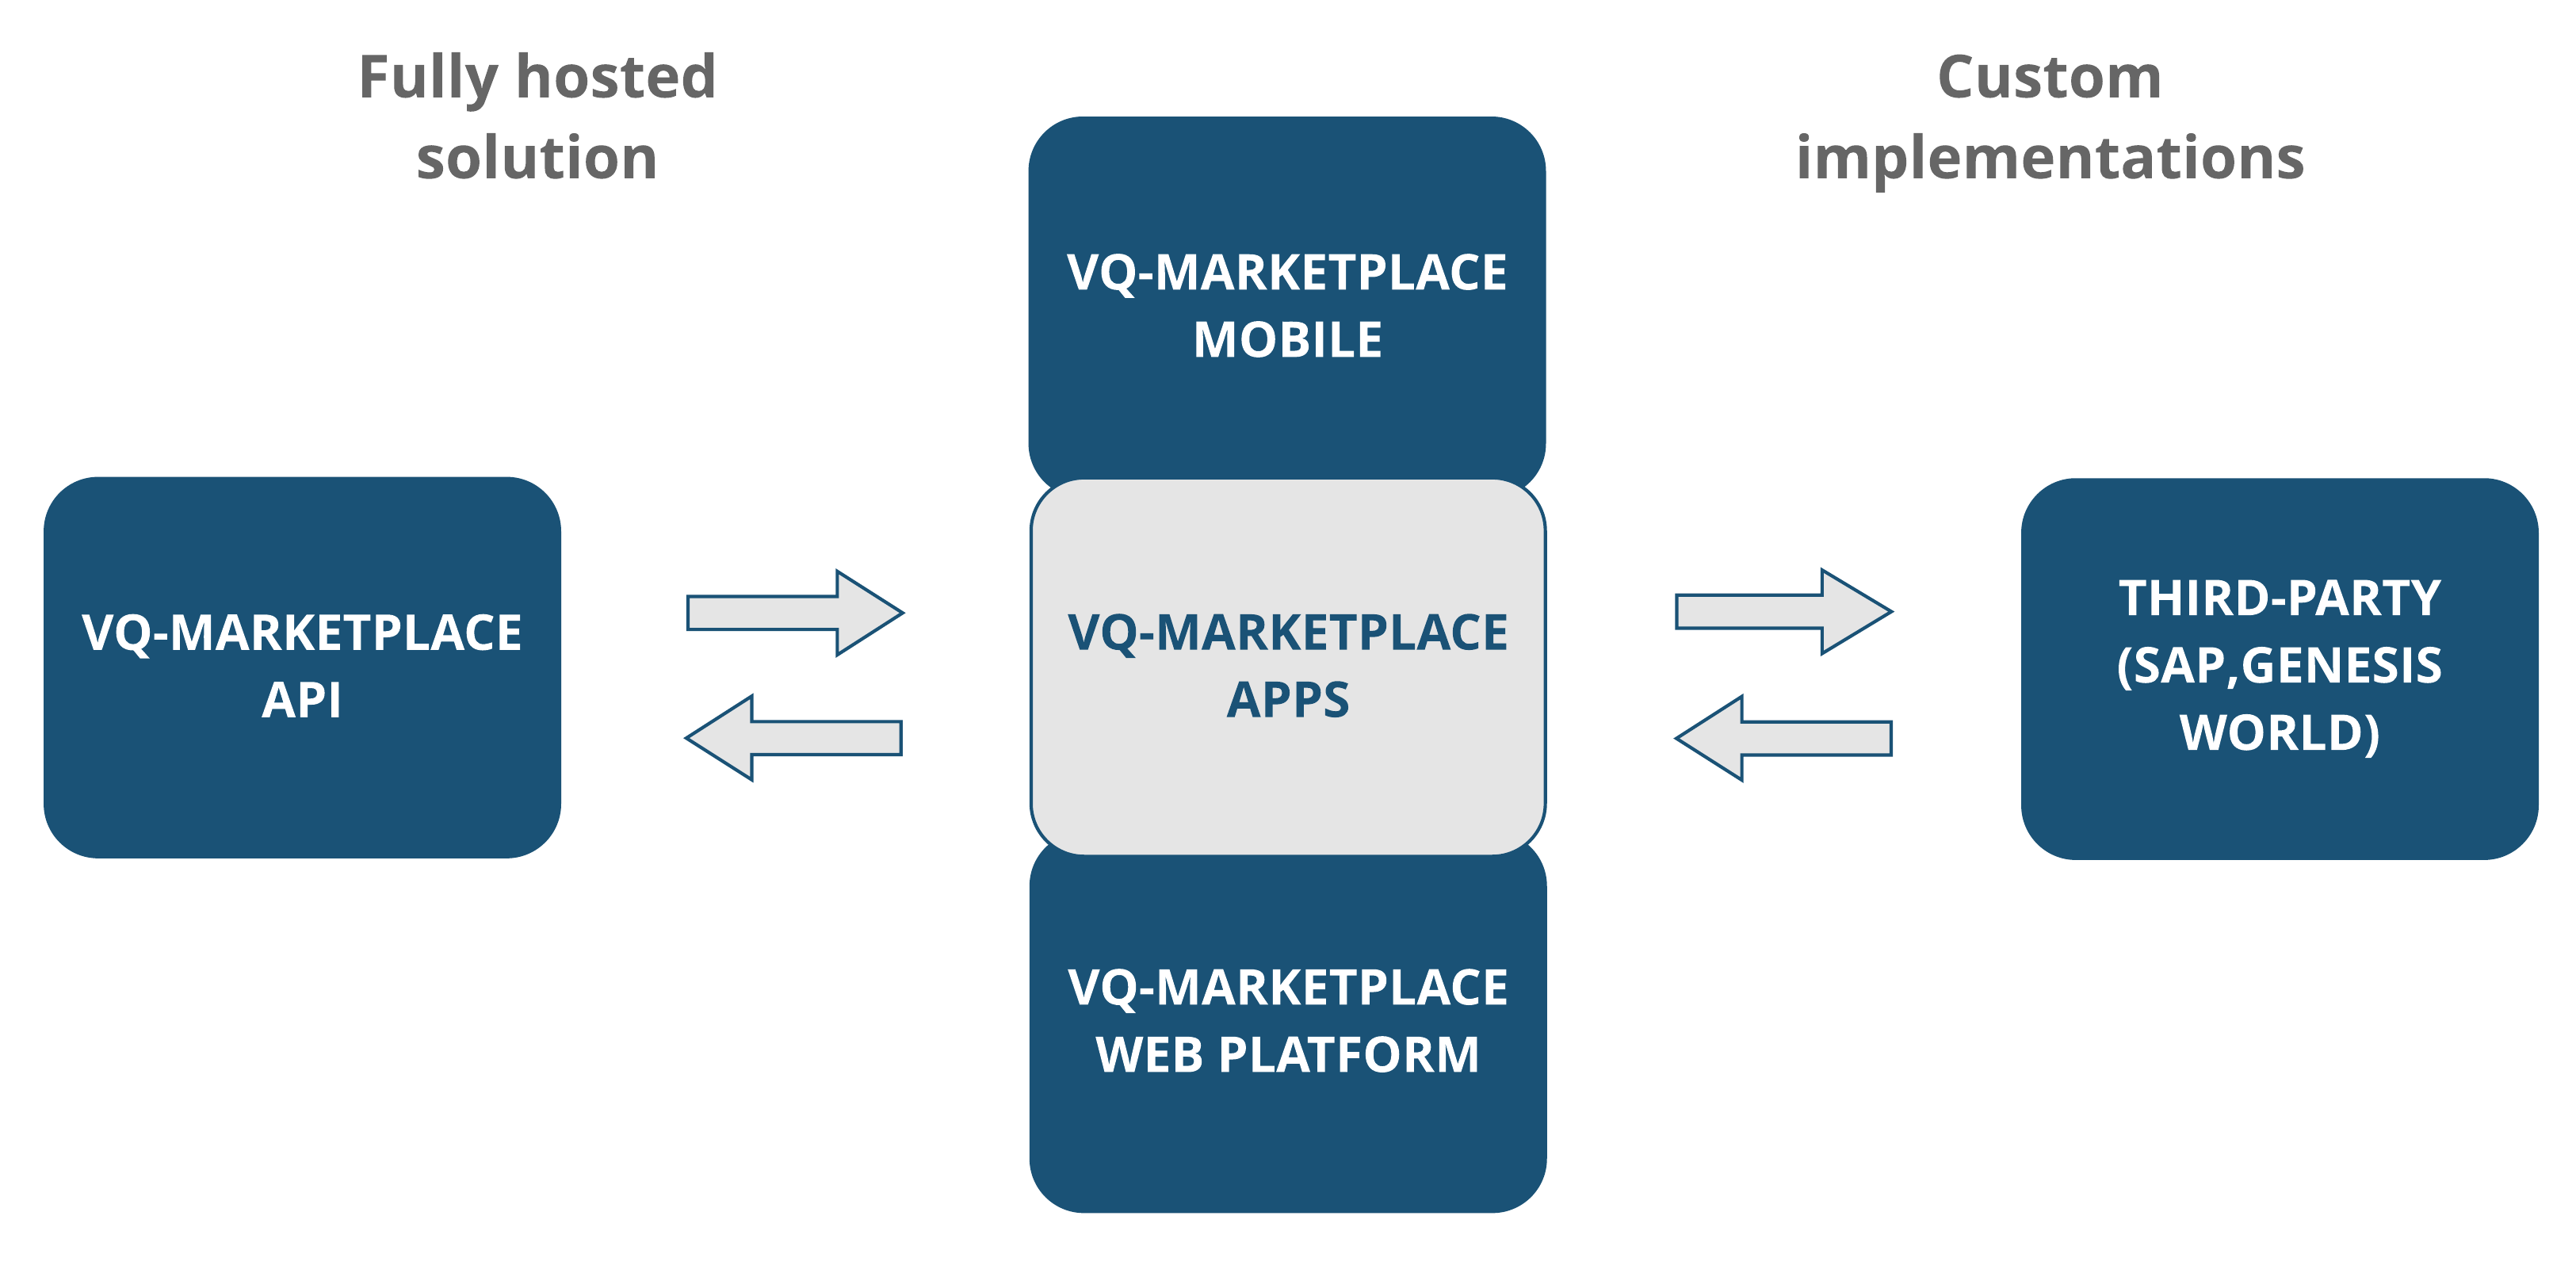 Fully hosted
solution
Custom
implementations
VQ-MARKETPLACE
MOBILE
VQ-MARKETPLACE
API
VQ-MARKETPLACE
APPS
THIRD-PARTY
(SAP,GENESIS
WORLD)
VQ-MARKETPLACE
WEB PLATFORM